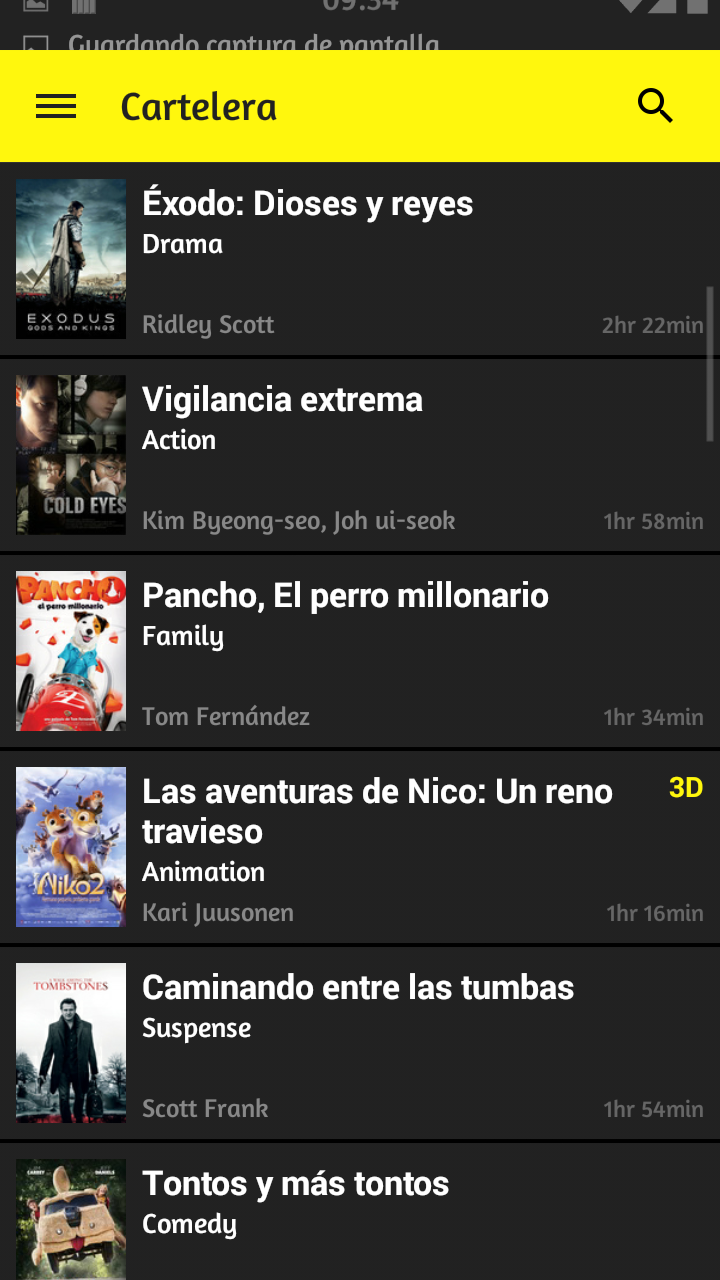 09:34
Guardando captura de pantalla
Cartelera
Éxodo: Dioses y reyes
Drama
EXODUS
GODS AND KINGS
Ridley Scott
2hr 22min
Vigilancia extrema
Action
COLD EYES
Kim Byeong-seo, Joh ui-seok
1hr 58min
PANCHO
el perro millonario
Pancho, El perro millonario
Family
Tom Fernández
1hr 34min
Las aventuras de Nico: Un reno
travieso
3D
Animation
Niko2
Kari Juusonen
1hr 16min
TOMBSTONES
Caminando entre las tumbas
Suspense
Scott Frank
1hr 54min
Tontos y más tontos
Comedy